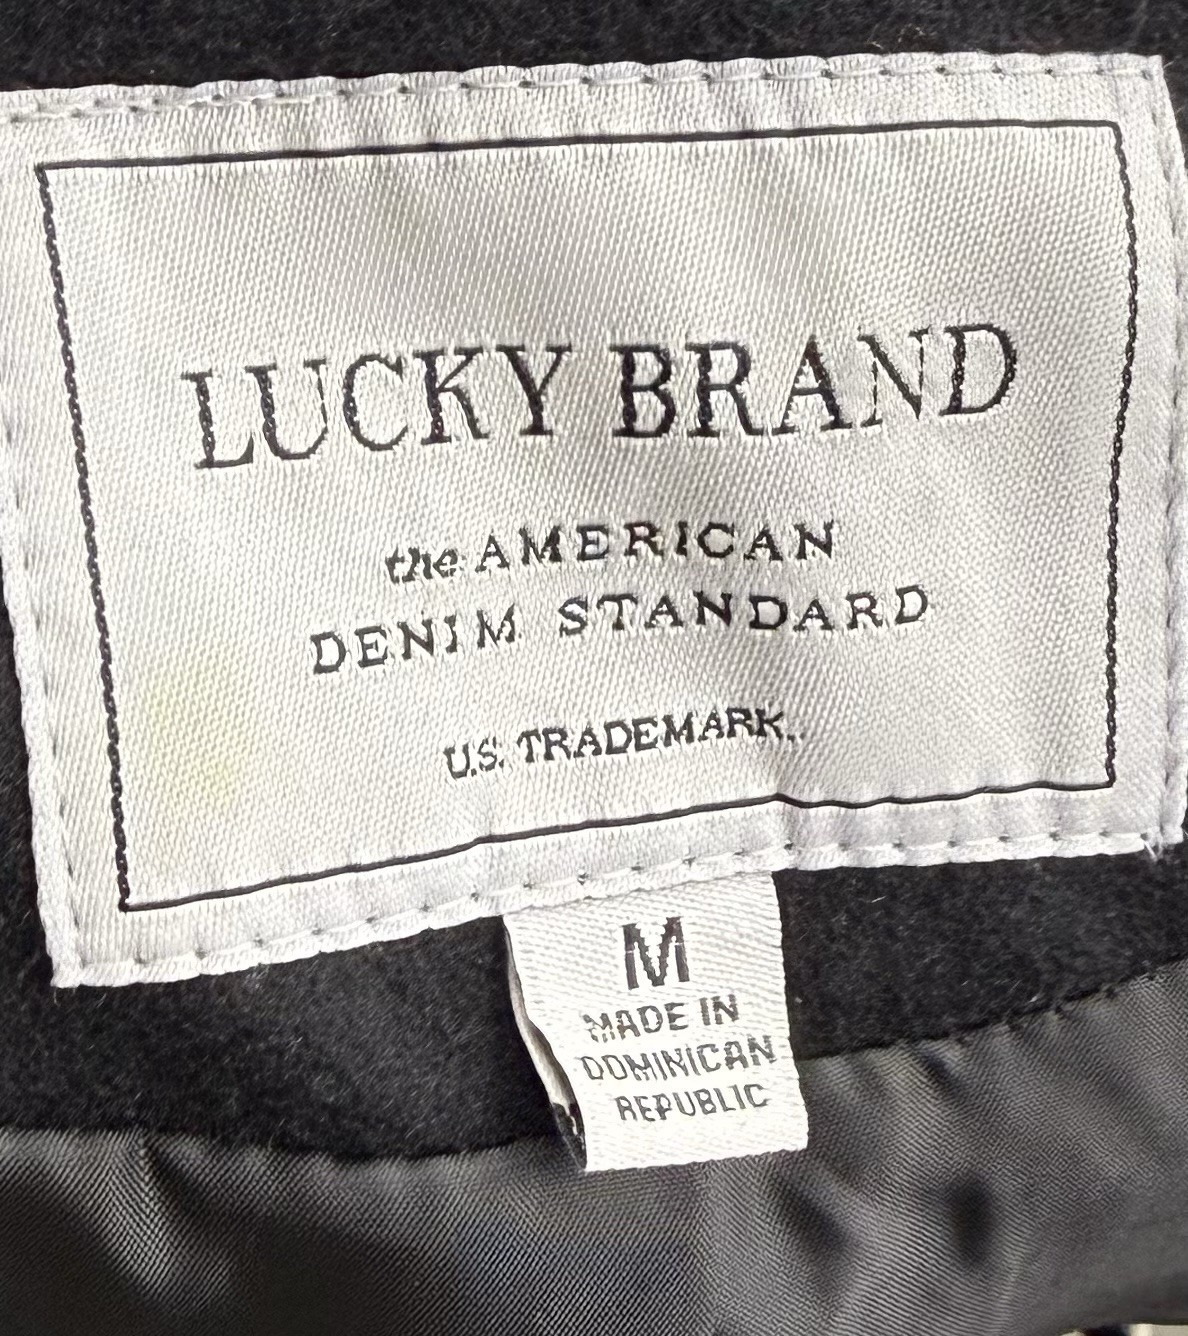 LUCKY BRAND
the AMERICAN
DENIM STANDARD
U.S. TRADEMARK.
M
MADE IN
DOMINICAN
REPUBLIC